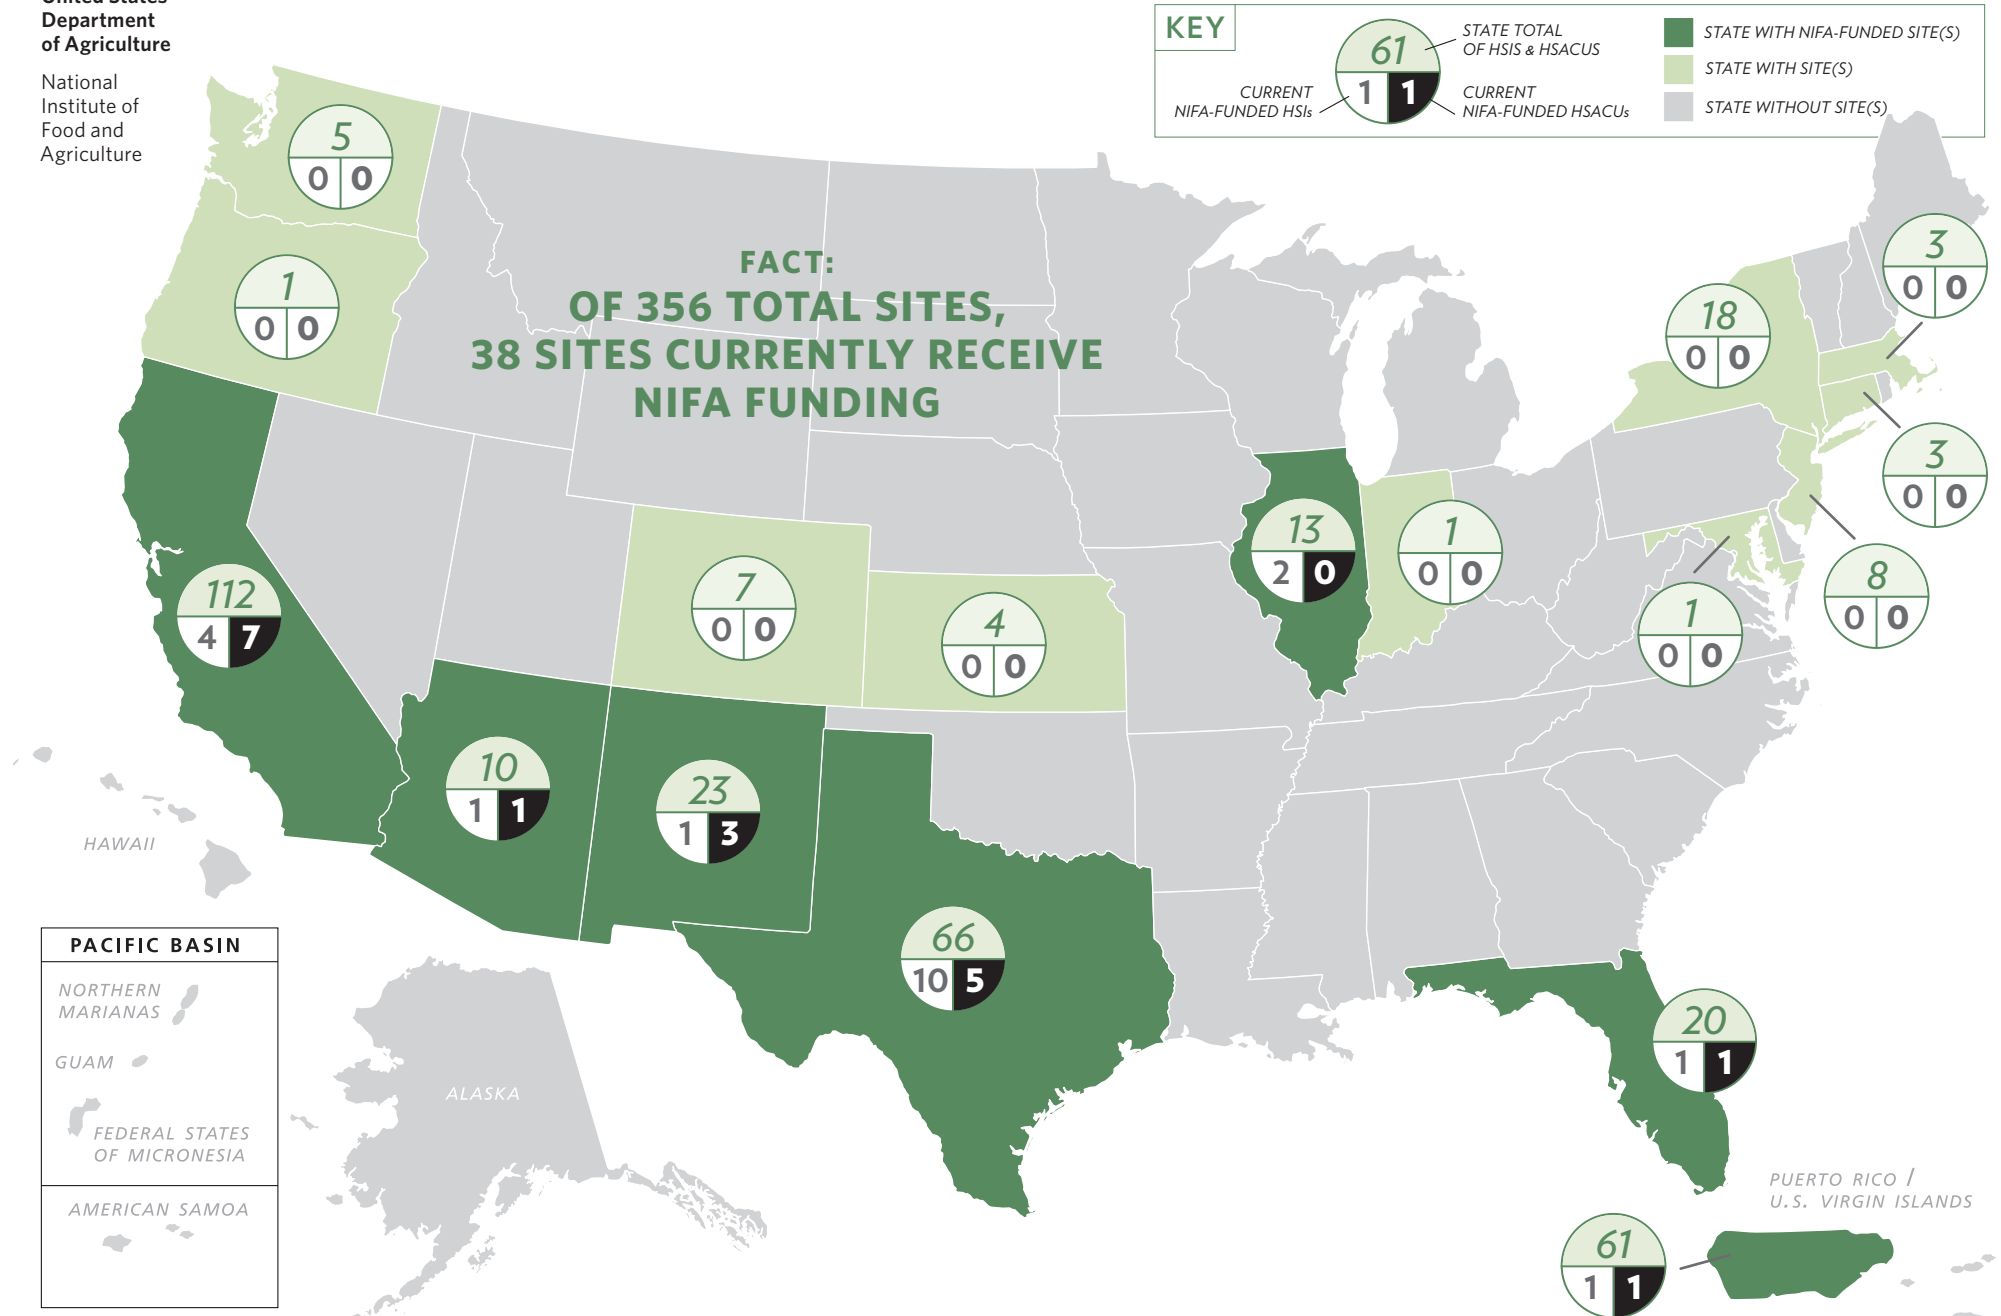 United States
Department
of Agriculture
National
Institute of
Food and
Agriculture
KEY
61
1 1
STATE TOTAL
OF HSIS & HSACUS
CURRENT
NIFA-FUNDED HSIs
CURRENT
NIFA-FUNDED HSACUs
STATE WITH NIFA-FUNDED SITE(S)
STATE WITH SITE(S)
STATE WITHOUT SITE(S)
5
0 0
1
0 0
FACT:
OF 356 TOTAL SITES,
38 SITES CURRENTLY RECEIVE
NIFA FUNDING
3
0 0
18
0 0
3
0 0
13
2 0
1
0 0
8
0 0
1
0 0
7
0 0
4
0 0
112
4 7
10
1 1
23
1 3
66
10 5
20
1 1
HAWAII
PACIFIC BASIN
NORTHERN
MARIANAS
GUAM
FEDERAL STATES
OF MICRONESIA
AMERICAN SAMOA
ALASKA
PUERTO RICO /
U.S. VIRGIN ISLANDS
61
1 1